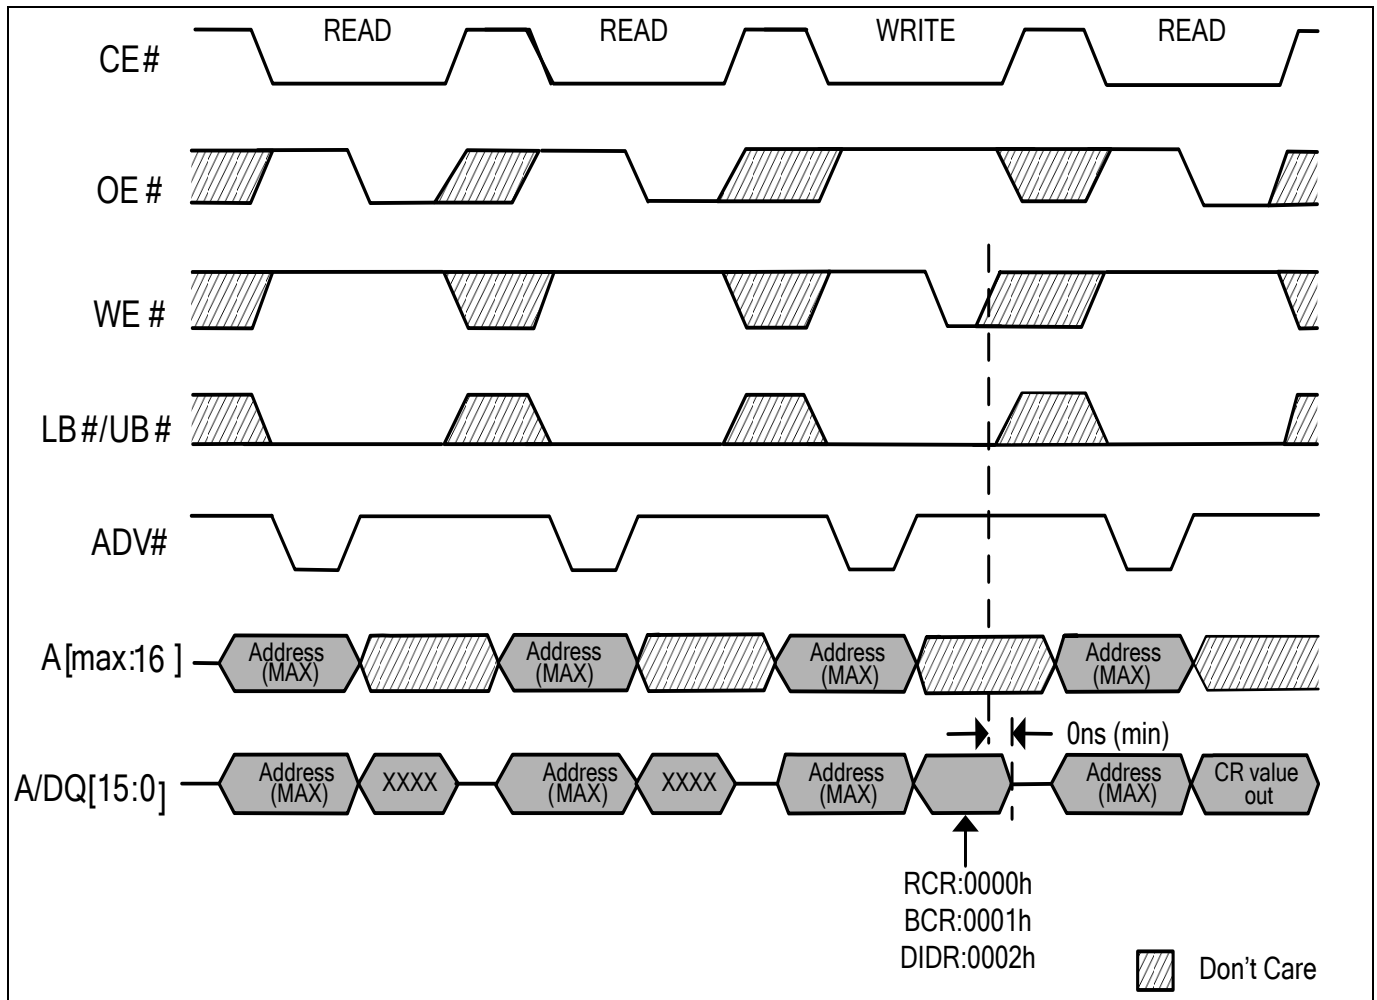 READ READ WRITE READ
CE#
OE #
WE #
LB#/UB#
ADV#
A[max:16 ]
Address (MAX) Address (MAX) Address (MAX) Address (MAX)
0ns (min)
A/DQ[15:0]
Address (MAX) XXXX Address (MAX) XXXX Address (MAX) Address (MAX) CR value out
RCR:0000h
BCR:0001h
DIDR:0002h
Don't Care